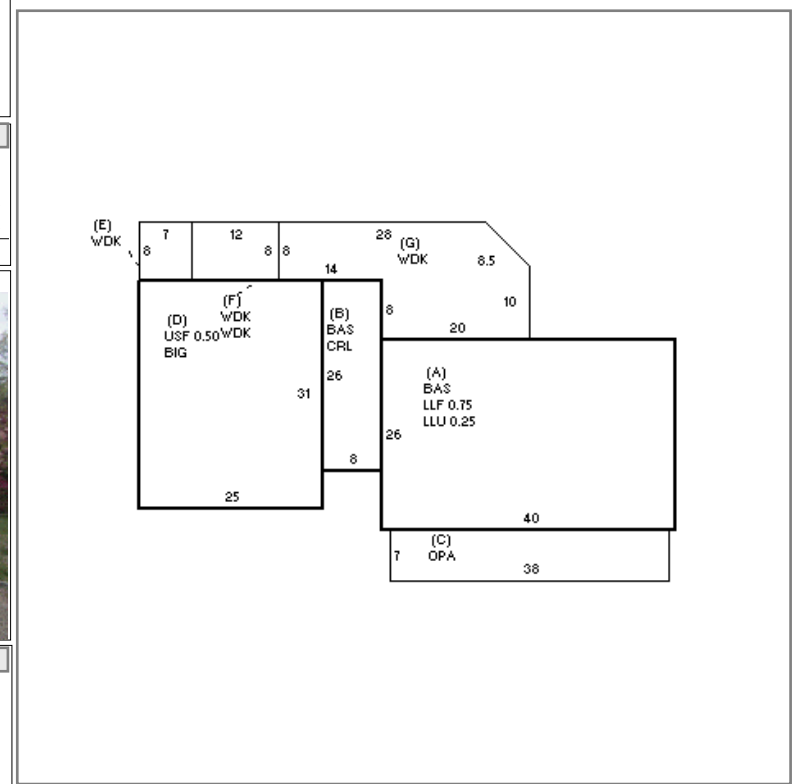 (E)
WDK
7
8
12
8
8
28
(G)
WDK
8.5
14
10
8
20
(F)
WDK
WDK
(D)
USF 0.50
BIG
(B)
BAS
CRL
26
31
8
25
(A)
BAS
LLF 0.75
LLU 0.25
26
40
(C)
OPA
7
38